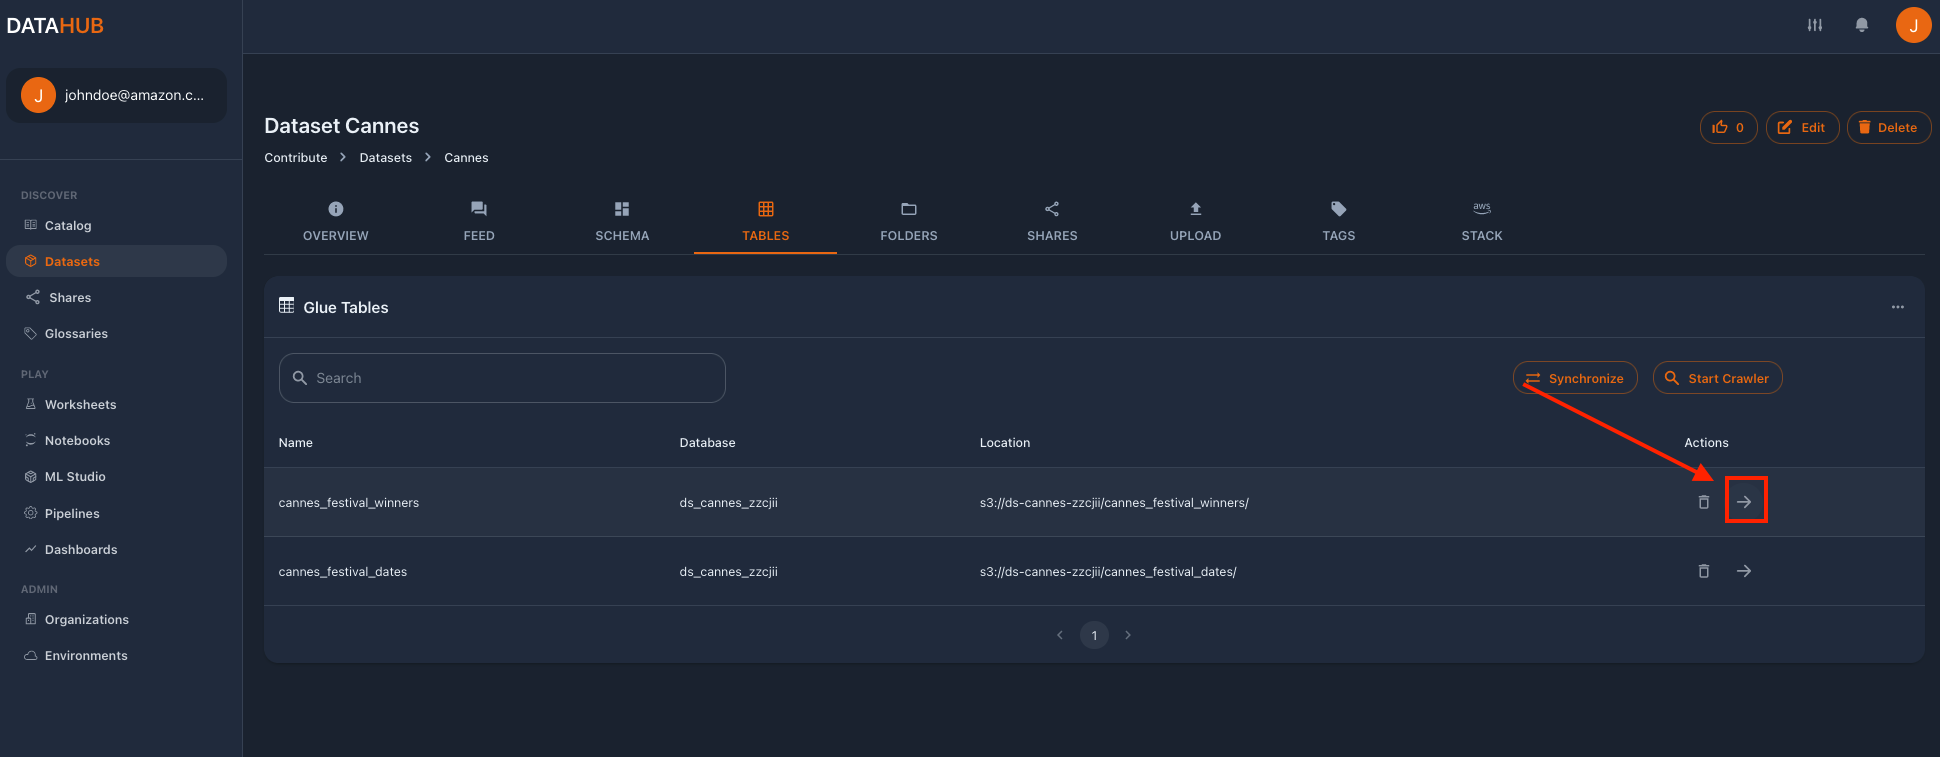 DATAHUB
J
J
johndoe@amazon.c...
Dataset Cannes
0
Edit
Delete
Contribute
Datasets
Cannes
DISCOVER
Catalog
Datasets
Shares
Glossaries
PLAY
Worksheets
Notebooks
ML Studio
Pipelines
Dashboards
ADMIN
Organizations
Environments
OVERVIEW
FEED
SCHEMA
TABLES
FOLDERS
SHARES
UPLOAD
TAGS
aws
STACK
Glue Tables
Search
Synchronize
Start Crawler
Name Database Location Actions
cannes_festival_winners ds_cannes_zzcjii s3://ds-cannes-zzcjii/cannes_festival_winners/
cannes_festival_dates ds_cannes_zzcjii s3://ds-cannes-zzcjii/cannes_festival_dates/
1